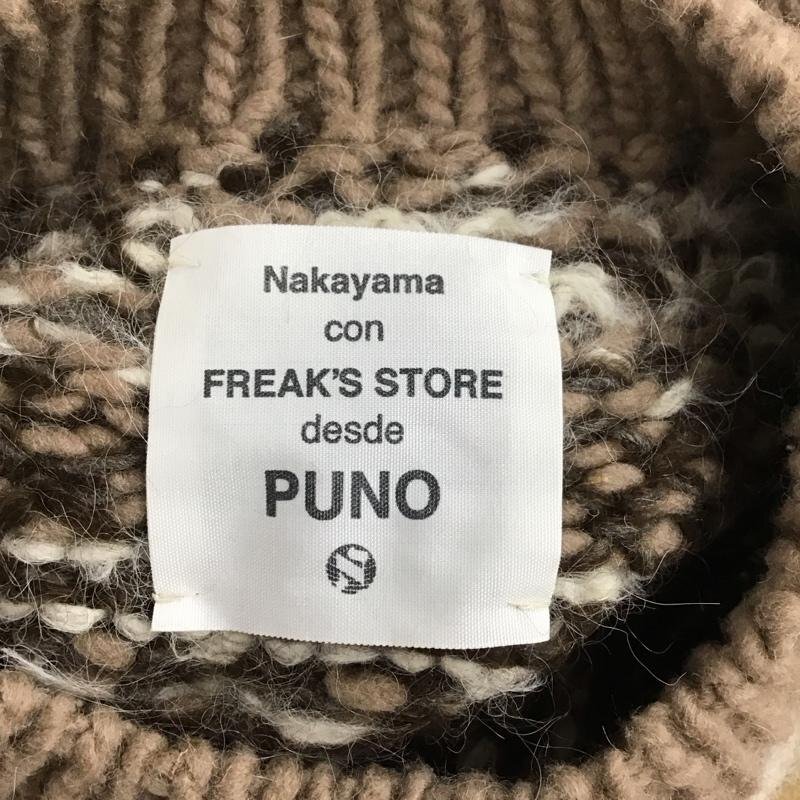 Nakayama
con
FREAK'S STORE
desde
PUNO
S